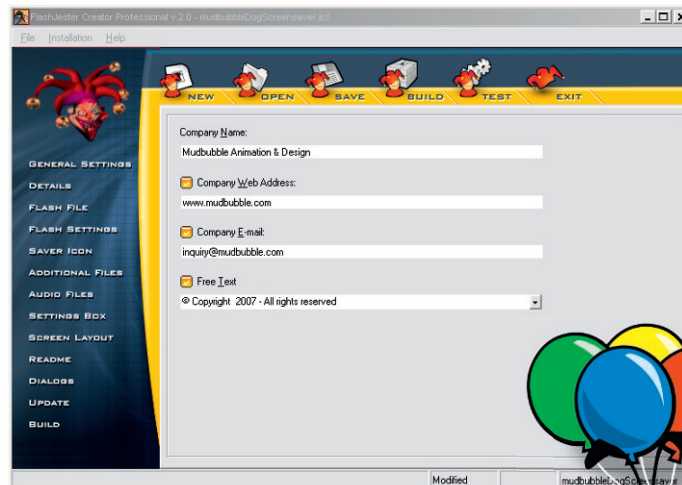 FlashJester Creator Professional v.2.0 - mudbubbleDogScreensaver.jcf
File Installation Help
NEW OPEN SAVE BUILD TEST EXIT
GENERAL SETTINGS
DETAILS
FLASH FILE
FLASH SETTINGS
SAVER ICON
ADDITIONAL FILES
AUDIO FILES
SETTINGS BOX
SCREEN LAYOUT
README
DIALOGS
UPDATE
BUILD
Company Name:
Mudbubble Animation & Design
Company Web Address:
www.mudbubble.com
Company E-mail:
inquiry@mudbubble.com
Free Text
© Copyright 2007 - All rights reserved
Modified
mudbubbleDogScreensaver